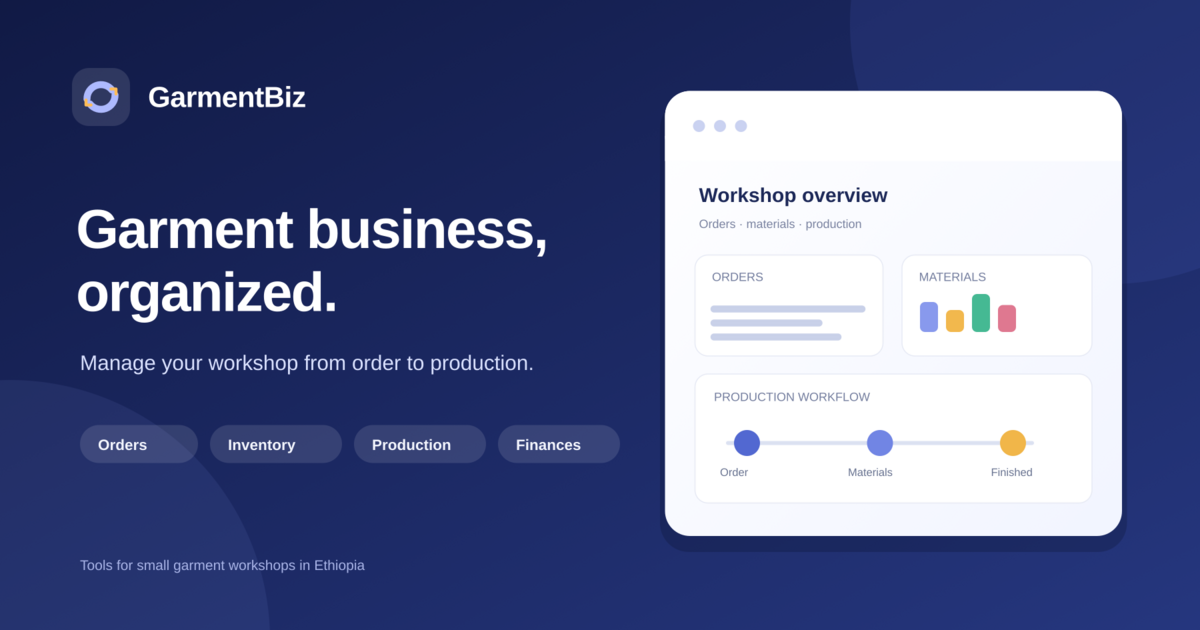 GarmentBiz
Garment business,
organized.
Manage your workshop from order to production.
Orders
Inventory
Production
Finances
Tools for small garment workshops in Ethiopia
Workshop overview
Orders · materials · production
ORDERS
MATERIALS
PRODUCTION WORKFLOW
Order
Materials
Finished